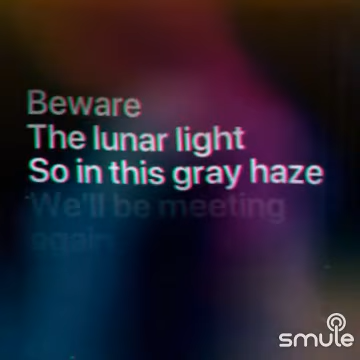 Beware
The lunar light
So in this gray haze
We'll be meeting
again
smule